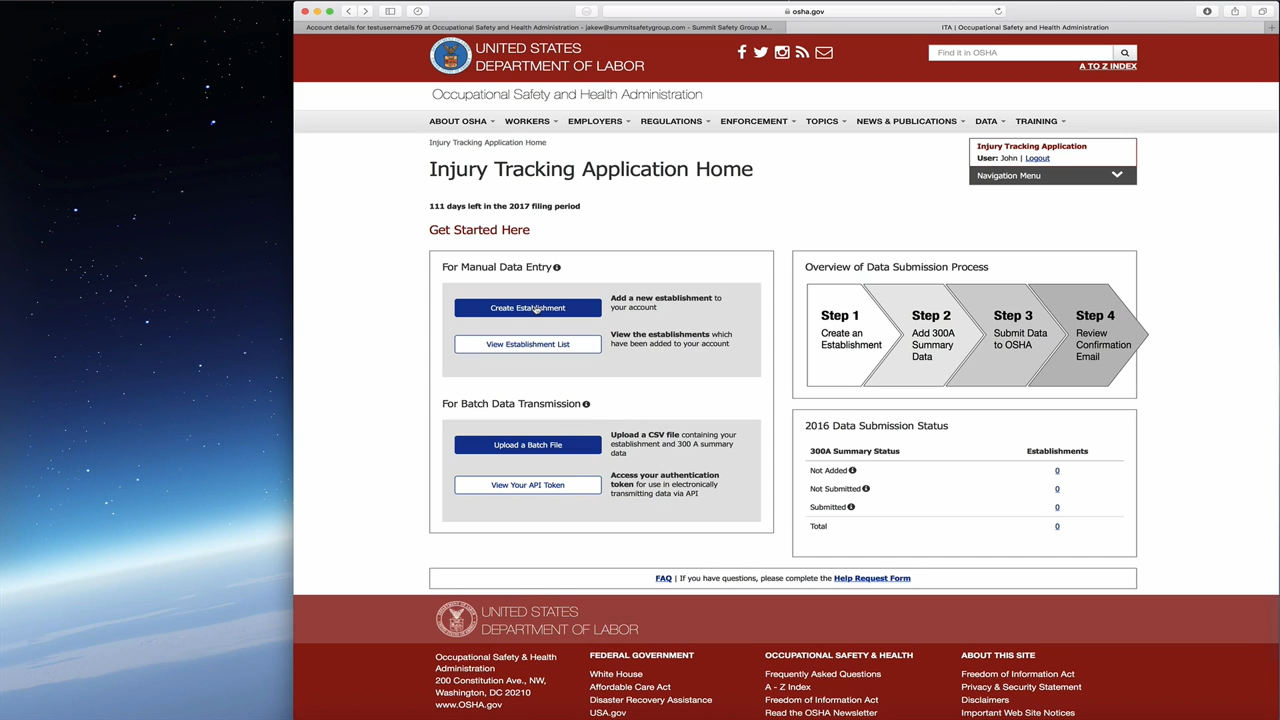 osha.gov
Account details for testusername579 at Occupational Safety and Health Administration - jakew@summitsafetygroup.com - Summit Safety Group M...
ITA | Occupational Safety and Health Administration
UNITED STATES
DEPARTMENT OF LABOR
Find it in OSHA
A TO Z INDEX
Occupational Safety and Health Administration
ABOUT OSHA WORKERS EMPLOYERS REGULATIONS ENFORCEMENT TOPICS NEWS & PUBLICATIONS DATA TRAINING
Injury Tracking Application Home
Injury Tracking Application
User: John | Logout
Navigation Menu
Injury Tracking Application Home
111 days left in the 2017 filing period
Get Started Here
For Manual Data Entry
Create Establishment
Add a new establishment to
your account
View Establishment List
View the establishments which
have been added to your account
For Batch Data Transmission
Upload a Batch File
Upload a CSV file containing your
establishment and 300 A summary
data
View Your API Token
Access your authentication
token for use in electronically
transmitting data via API
Overview of Data Submission Process
Step 1
Create an
Establishment
Step 2
Add 300A
Summary
Data
Step 3
Submit Data
to OSHA
Step 4
Review
Confirmation
Email
2016 Data Submission Status
300A Summary Status Establishments
Not Added 0
Not Submitted 0
Submitted 0
Total 0
FAQ | If you have questions, please complete the Help Request Form
UNITED STATES
DEPARTMENT OF LABOR
Occupational Safety & Health
Administration
200 Constitution Ave., NW,
Washington, DC 20210
www.OSHA.gov
FEDERAL GOVERNMENT
White House
Affordable Care Act
Disaster Recovery Assistance
USA.gov
OCCUPATIONAL SAFETY & HEALTH
Frequently Asked Questions
A - Z Index
Freedom of Information Act
Read the OSHA Newsletter
ABOUT THIS SITE
Freedom of Information Act
Privacy & Security Statement
Disclaimers
Important Web Site Notices